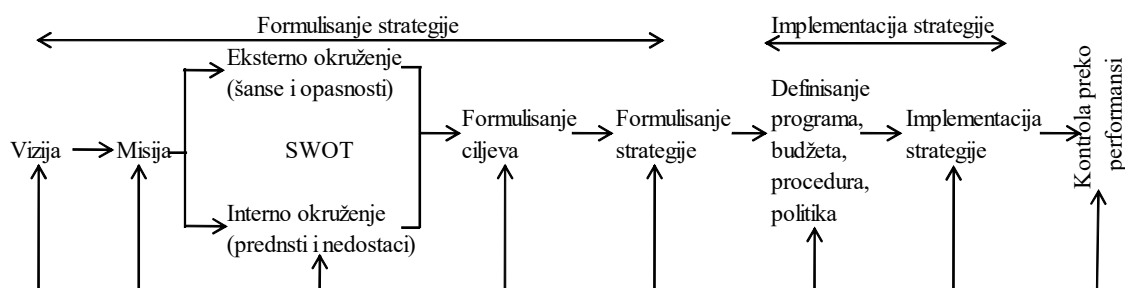 Formulisanje strategije
Implementacija strategije
Vizija
Misija
Eksterno okruženje
(šanse i opasnosti)
SWOT
Interno okruženje
(prednsti i nedostaci)
Formulisanje
ciljeva
Formulisanje
strategije
Definisanje
programa,
budžeta,
procedura,
politika
Implementacija
strategije
Kontrola preko
performansi